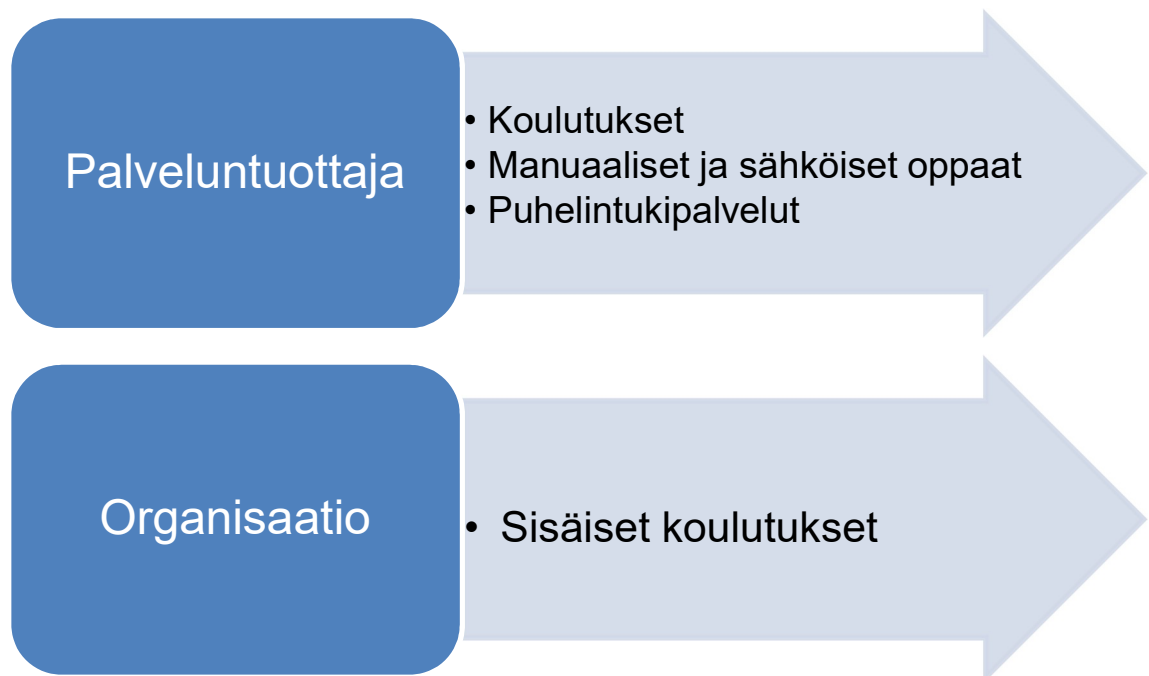 Palveluntuottaja
• Koulutukset
• Manuaaliset ja sähköiset oppaat
• Puhelintukipalvelut
Organisaatio
• Sisäiset koulutukset